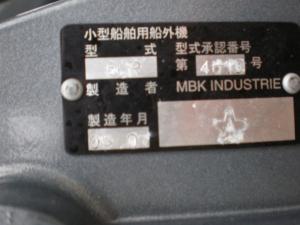 小型船舶用船外機
型式 型式承認番号
第 号
製造者 MBK INDUSTRIE
製造年月